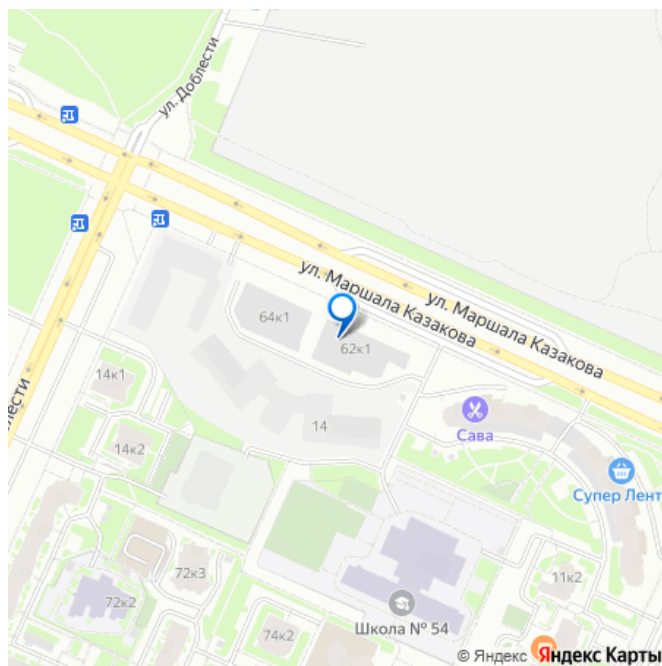 ул. Доблести
ул. Маршала Казакова
ул. Маршала Казакова
64к1
62к1
14к1
лести
14
Сава
14к2
Супер Лент
72к3
11к2
72к2
Школа № 54
74к2
© Яндекс Яндекс Карты